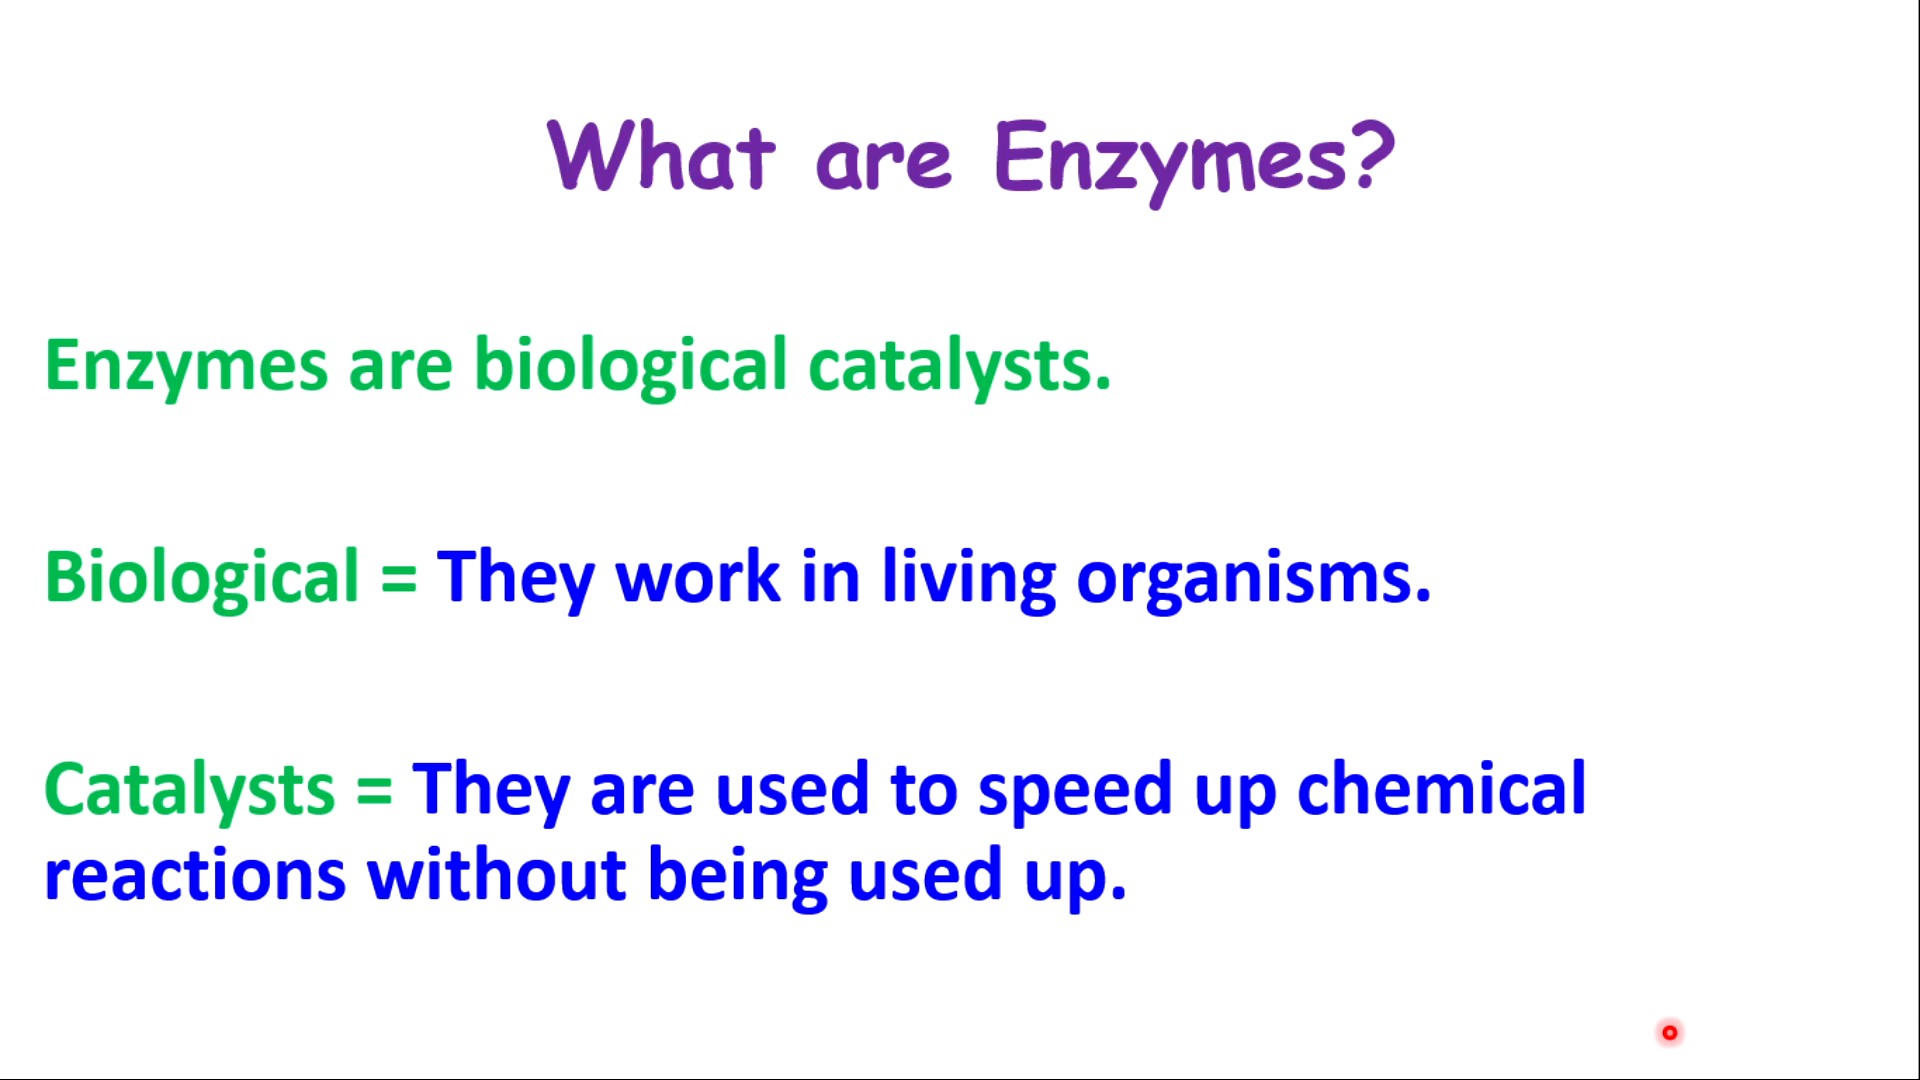 What are Enzymes?
Enzymes are biological catalysts.
Biological = They work in living organisms.
Catalysts = They are used to speed up chemical
reactions without being used up.